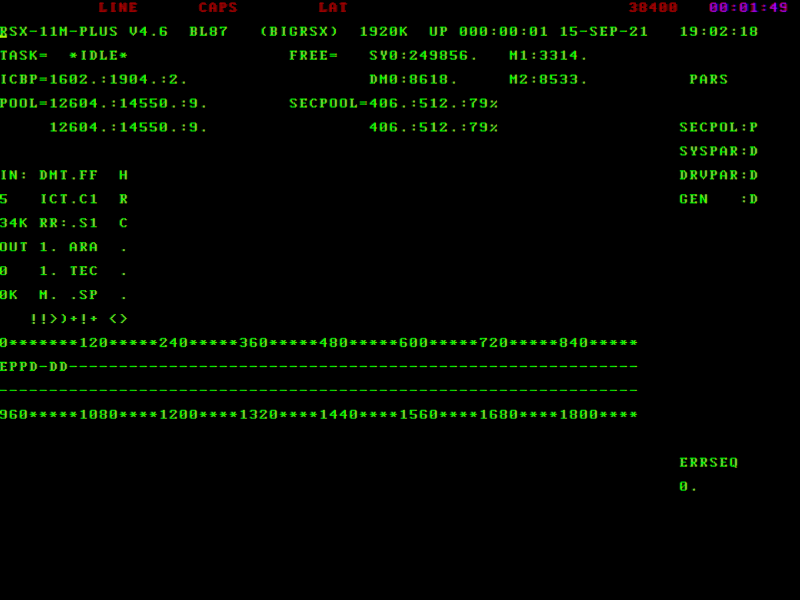 LINE CAPS LAT 38400 00:01:49
RSX-11M-PLUS V4.6 BL87 (BIGRSX) 1920K UP 000:00:01 15-SEP-21 19:02:18
TASK= *IDLE* FREE= SY0:249856. M1:3314.
ICBP=1602.:1904.:2. DM0:8618. M2:8533. PARS
POOL=12604.:14550.:9. SECPOOL=406.:512.:79%
12604.:14550.:9. 406.:512.:79% SECPOL:P
SYSPAR:D
IN: DMT.FF H DRVPAR:D
5 ICT.C1 R GEN :D
34K RR:.S1 C
OUT 1. ARA .
0 1. TEC .
0K M. .SP .
!!>)+!+ <>
0*******120*****240*****360*****480*****600*****720*****840*****
EPPD-DD---------------------------------------------------------
----------------------------------------------------------------
960*****1080****1200****1320****1440****1560****1680****1800****
ERRSEQ
0.